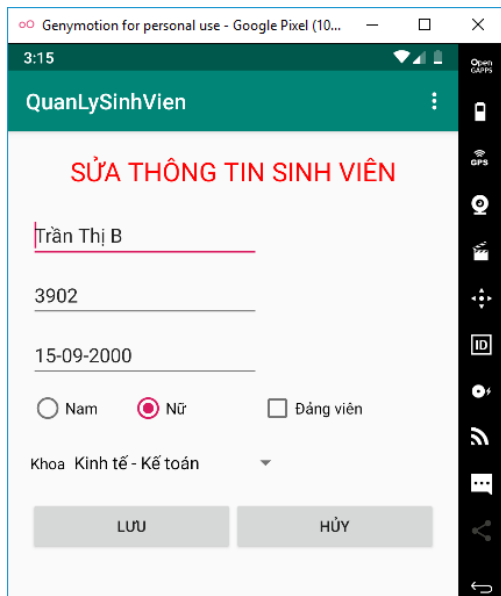 Genymotion for personal use - Google Pixel (10...
3:15
Open
GAPPS
QuanLySinhVien
GPS
SỬA THÔNG TIN SINH VIÊN
Trần Thị B
3902
15-09-2000
ID
Nam Nữ Đảng viên
Khoa Kinh tế - Kế toán
LƯU HỦY